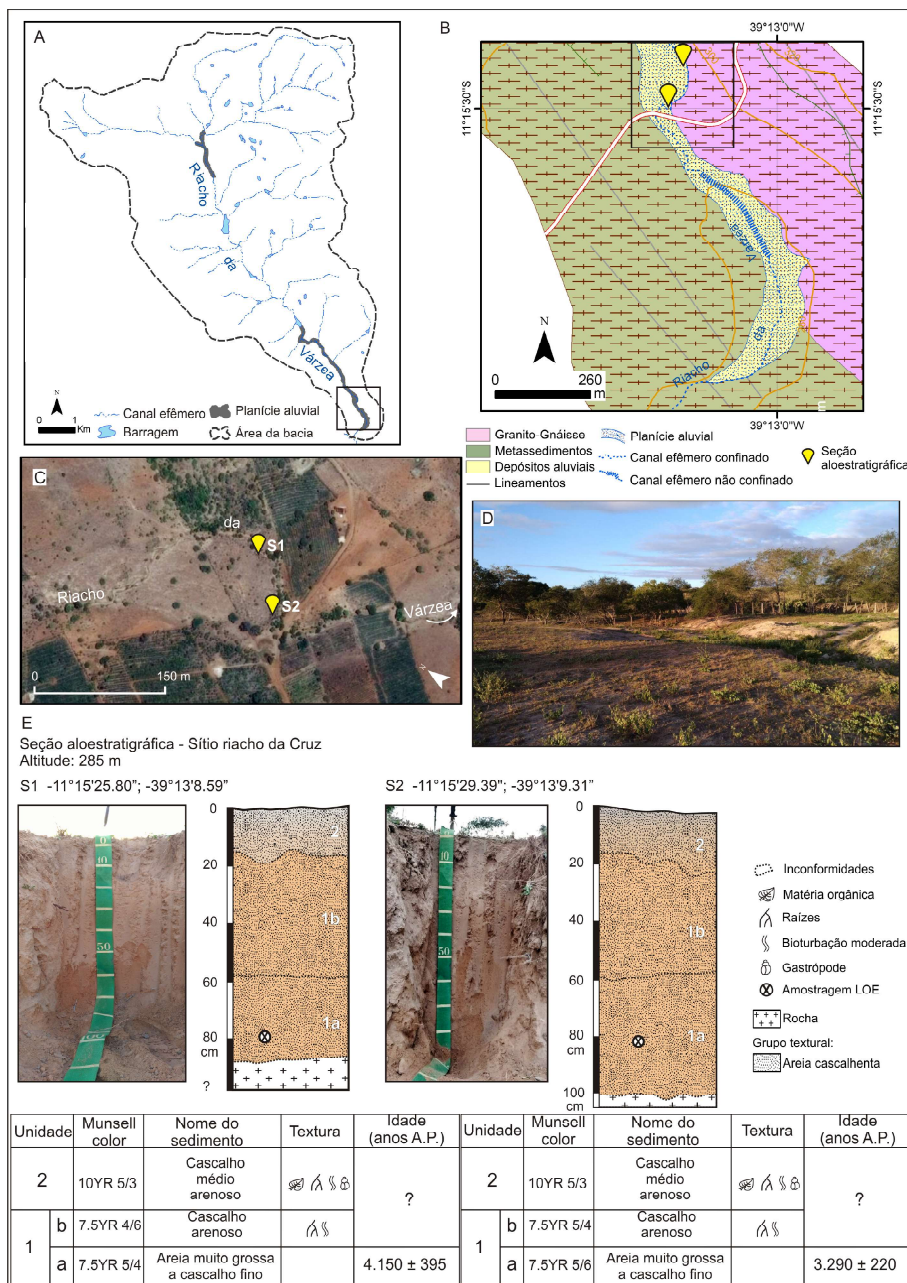 A
Riacho
da
Várzea
N
0 1
Km
Canal efêmero
Planície aluvial
Barragem
Área da bacia
B
39°13'0"W
11°15'30"S
11°15'30"S
Várzea
da
Riacho
N
0 260
m
39°13'0"W
Granito Gnáisse
Metassedimentos
Depósitos aluviais
Lineamentos
Planície aluvial
Canal efêmero confinado
Canal efêmero não confinado
Seção
aloestratigráfica
C
da
S1
Riacho
S2
Várzea
0 150 m
D
E
Seção aloestratigráfica - Sítio riacho da Cruz
Altitude: 285 m
S1 -11°15'25.80"; -39°13'8.59"
S2 -11°15'29.39"; -39°13'9.31"
0
20
40
60
80
cm
?
2
1b
1a
10
50
100
0
20
40
60
80
cm
100
cm
2
1b
1a
10
50
Inconformidades
Matéria orgânica
Raízes
Bioturbação moderada
Gastrópode
Amostragem LOE
Rocha
Grupo textural:
Areia cascalhenta
Unidade Munsell color Nome do sedimento Textura Idade (anos A.P.)
2 10YR 5/3 Cascalho médio arenoso ?
1 b 7.5YR 4/6 Cascalho arenoso
a 7.5YR 5/4 Areia muito grossa a cascalho fino 4.150 ± 395
Unidade Munsell color Nome do sedimento Textura Idade (anos A.P.)
2 10YR 5/3 Cascalho médio arenoso ?
1 b 7.5YR 5/4 Cascalho arenoso
a 7.5YR 5/6 Areia muito grossa a cascalho fino 3.290 ± 220